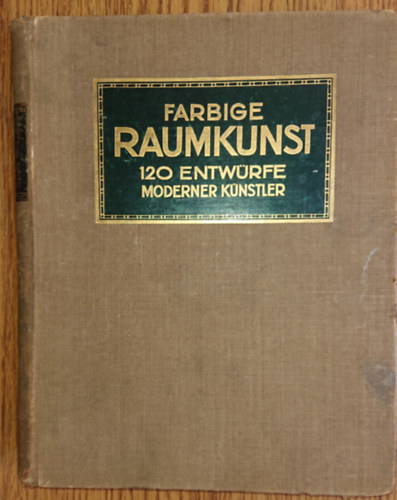 FARBIGE
RAUMKUNST
120 ENTWÜRFE
MODERNER KÜNSTLER